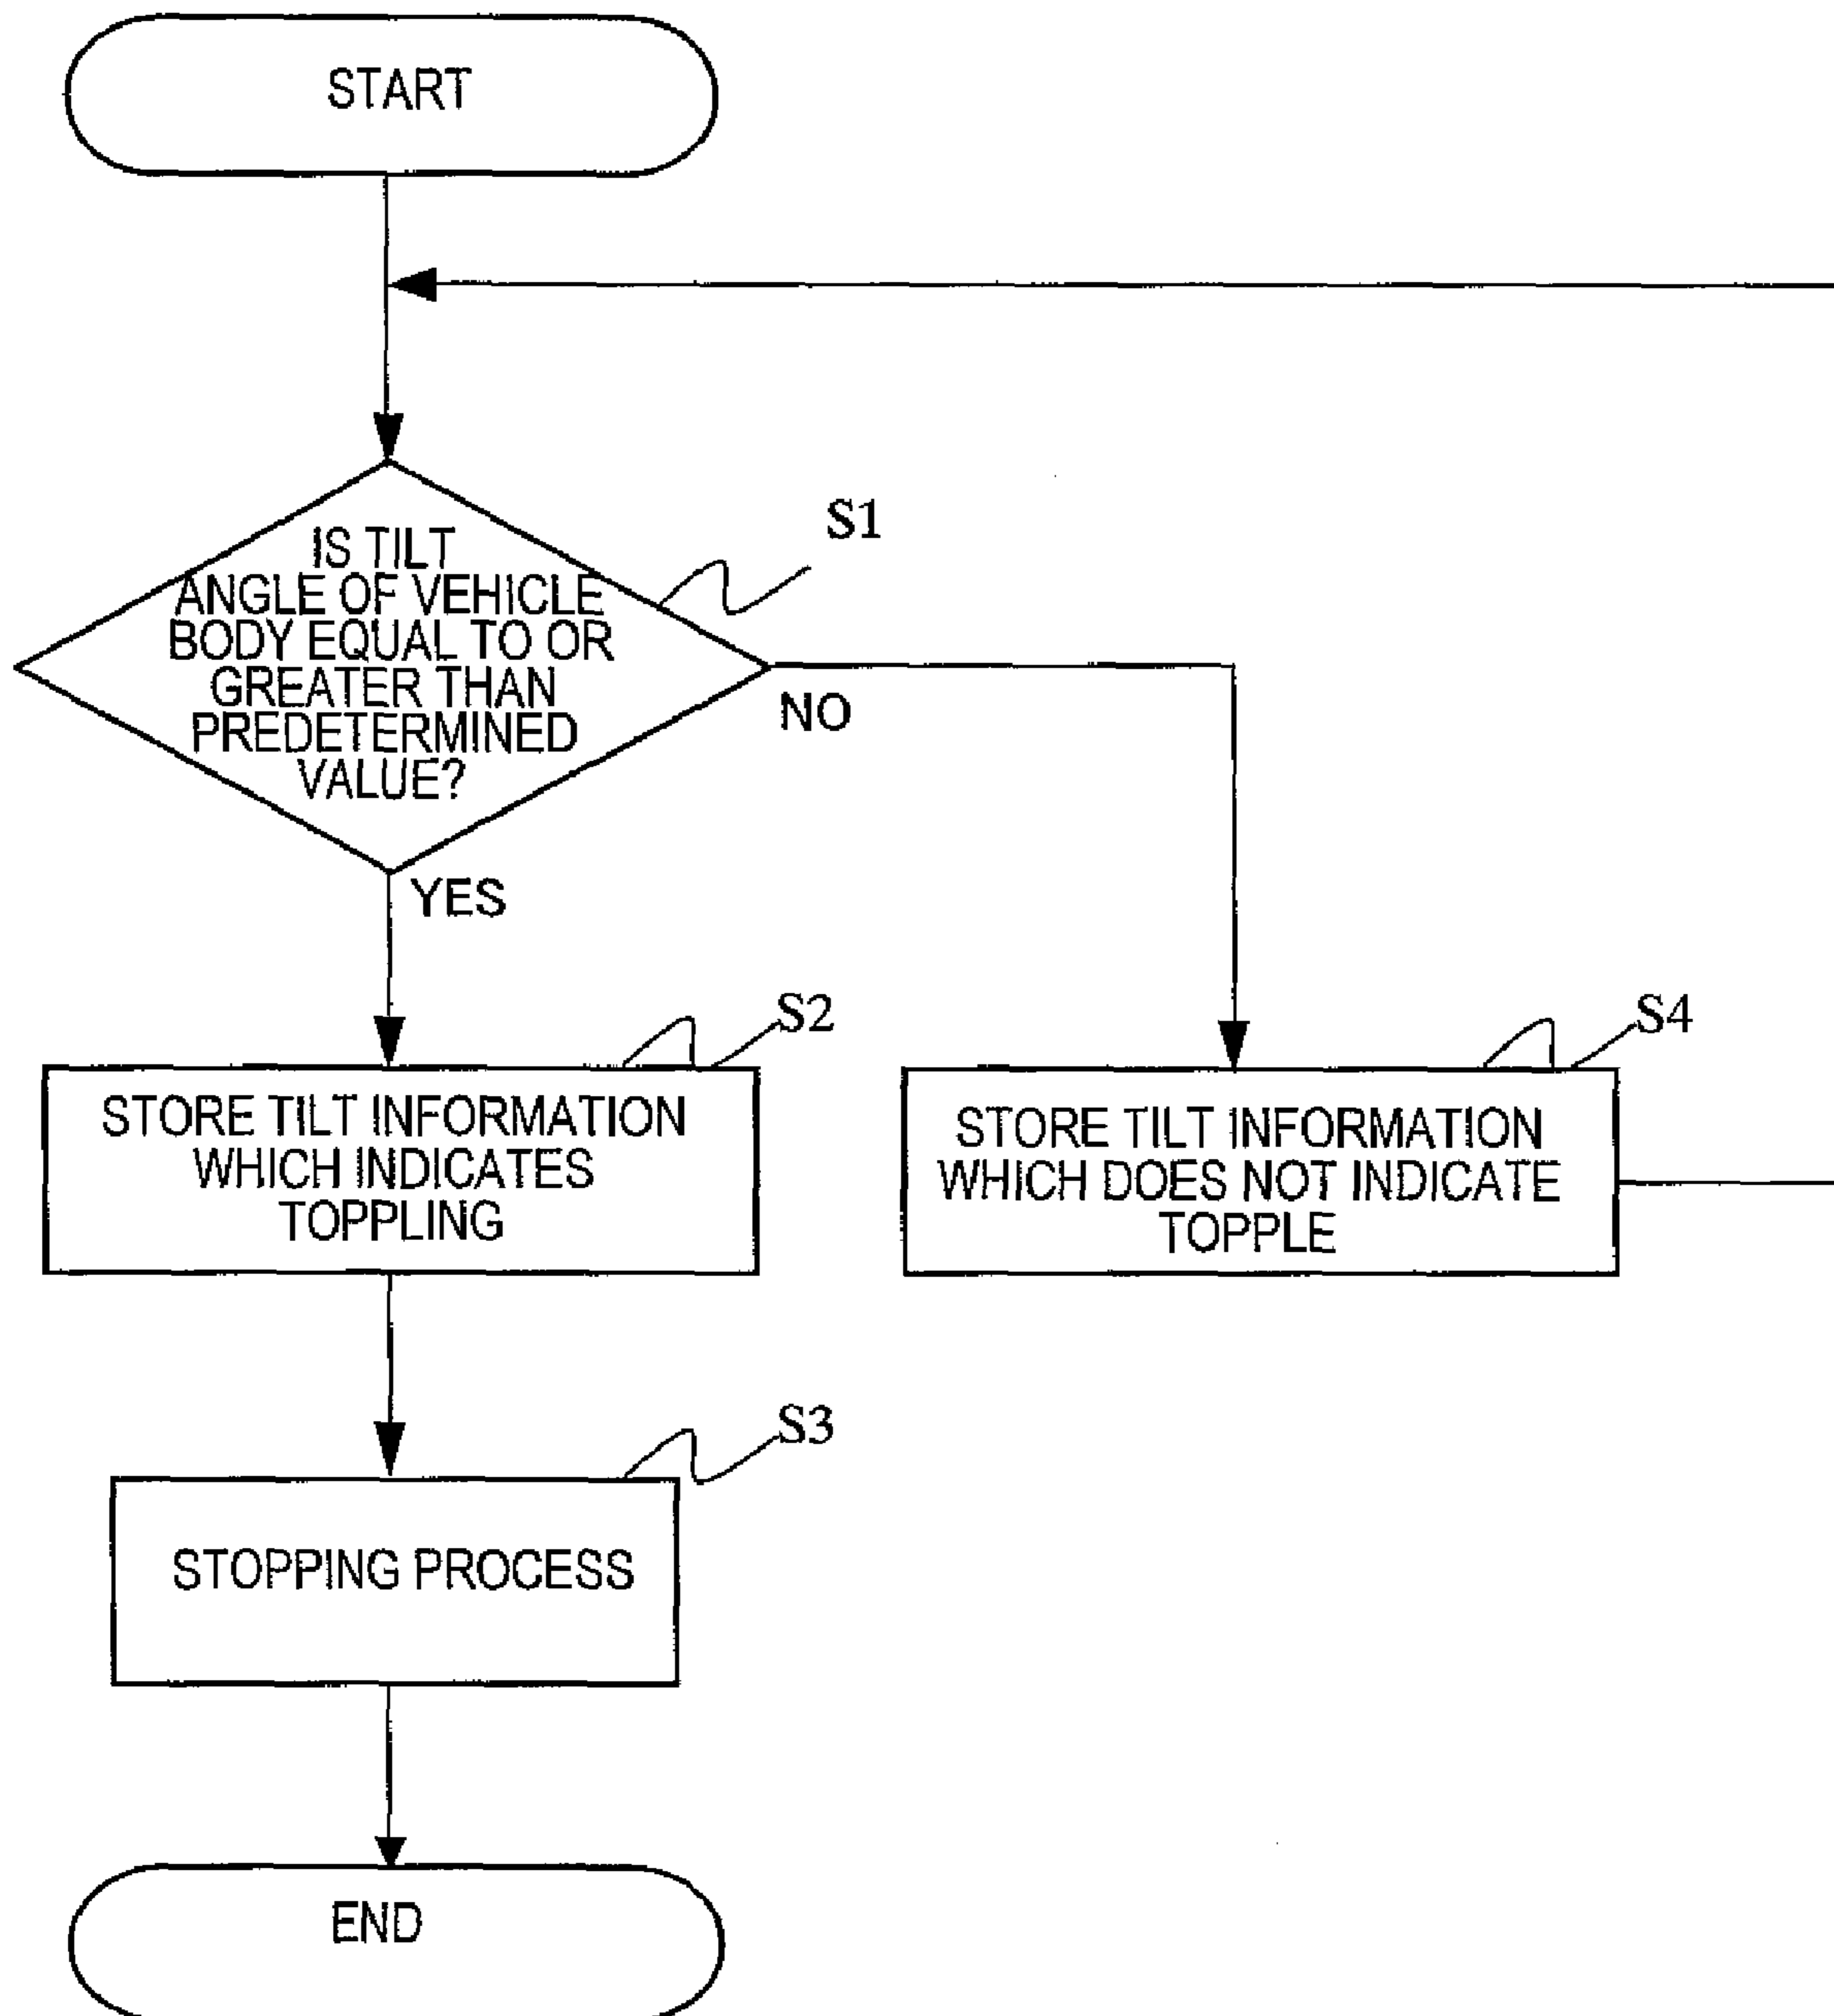 START
IS TILT
ANGLE OF VEHICLE
BODY EQUAL TO OR
GREATER THAN
PREDETERMINED
VALUE?
S1
NO
YES
S2
STORE TILT INFORMATION
WHICH INDICATES
TOPPLING
S4
STORE TILT INFORMATION
WHICH DOES NOT INDICATE
TOPPLE
S3
STOPPING PROCESS
END